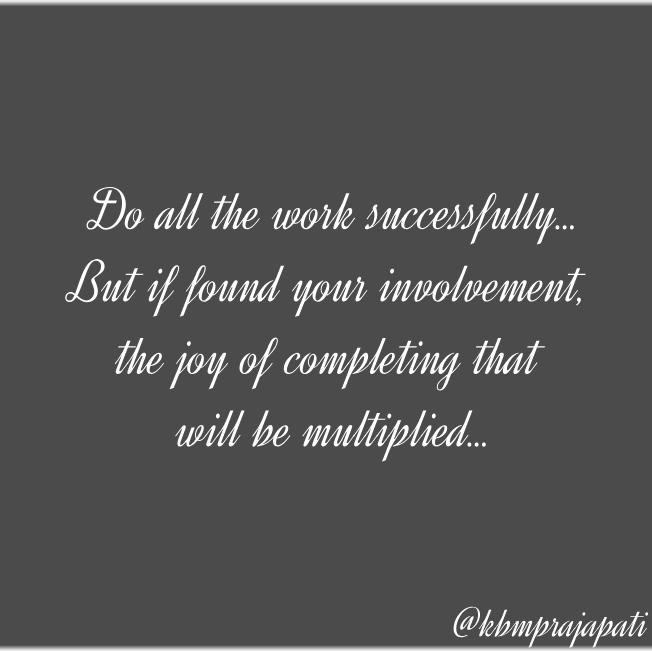 Do all the work successfully...
But if found your involvement,
the joy of completing that
will be multiplied...
@kbmprajapati